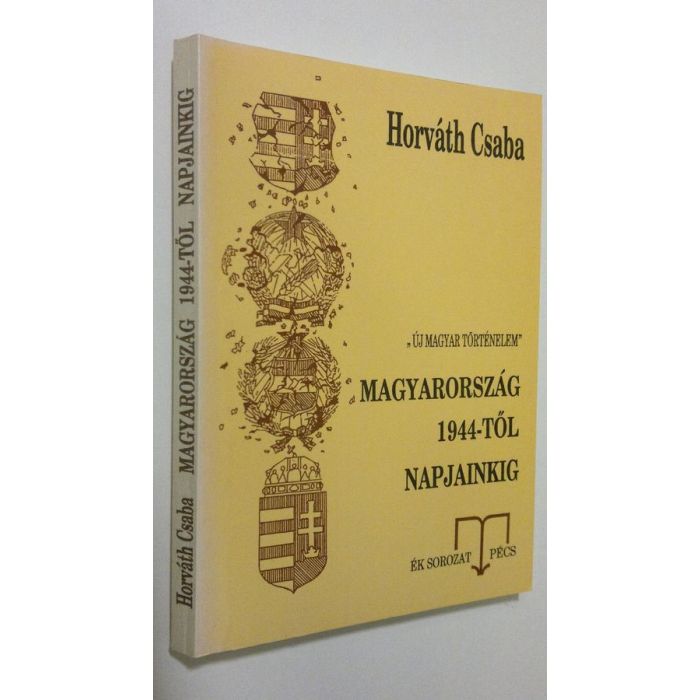 Horváth Csaba
„ÚJ MAGYAR TÖRTÉNELEM”
MAGYARORSZÁG
1944-TŐL
NAPJAINKIG
ÉK SOROZAT PÉCS
Horváth Csaba MAGYARORSZÁG 1944-TŐL NAPJAINKIG